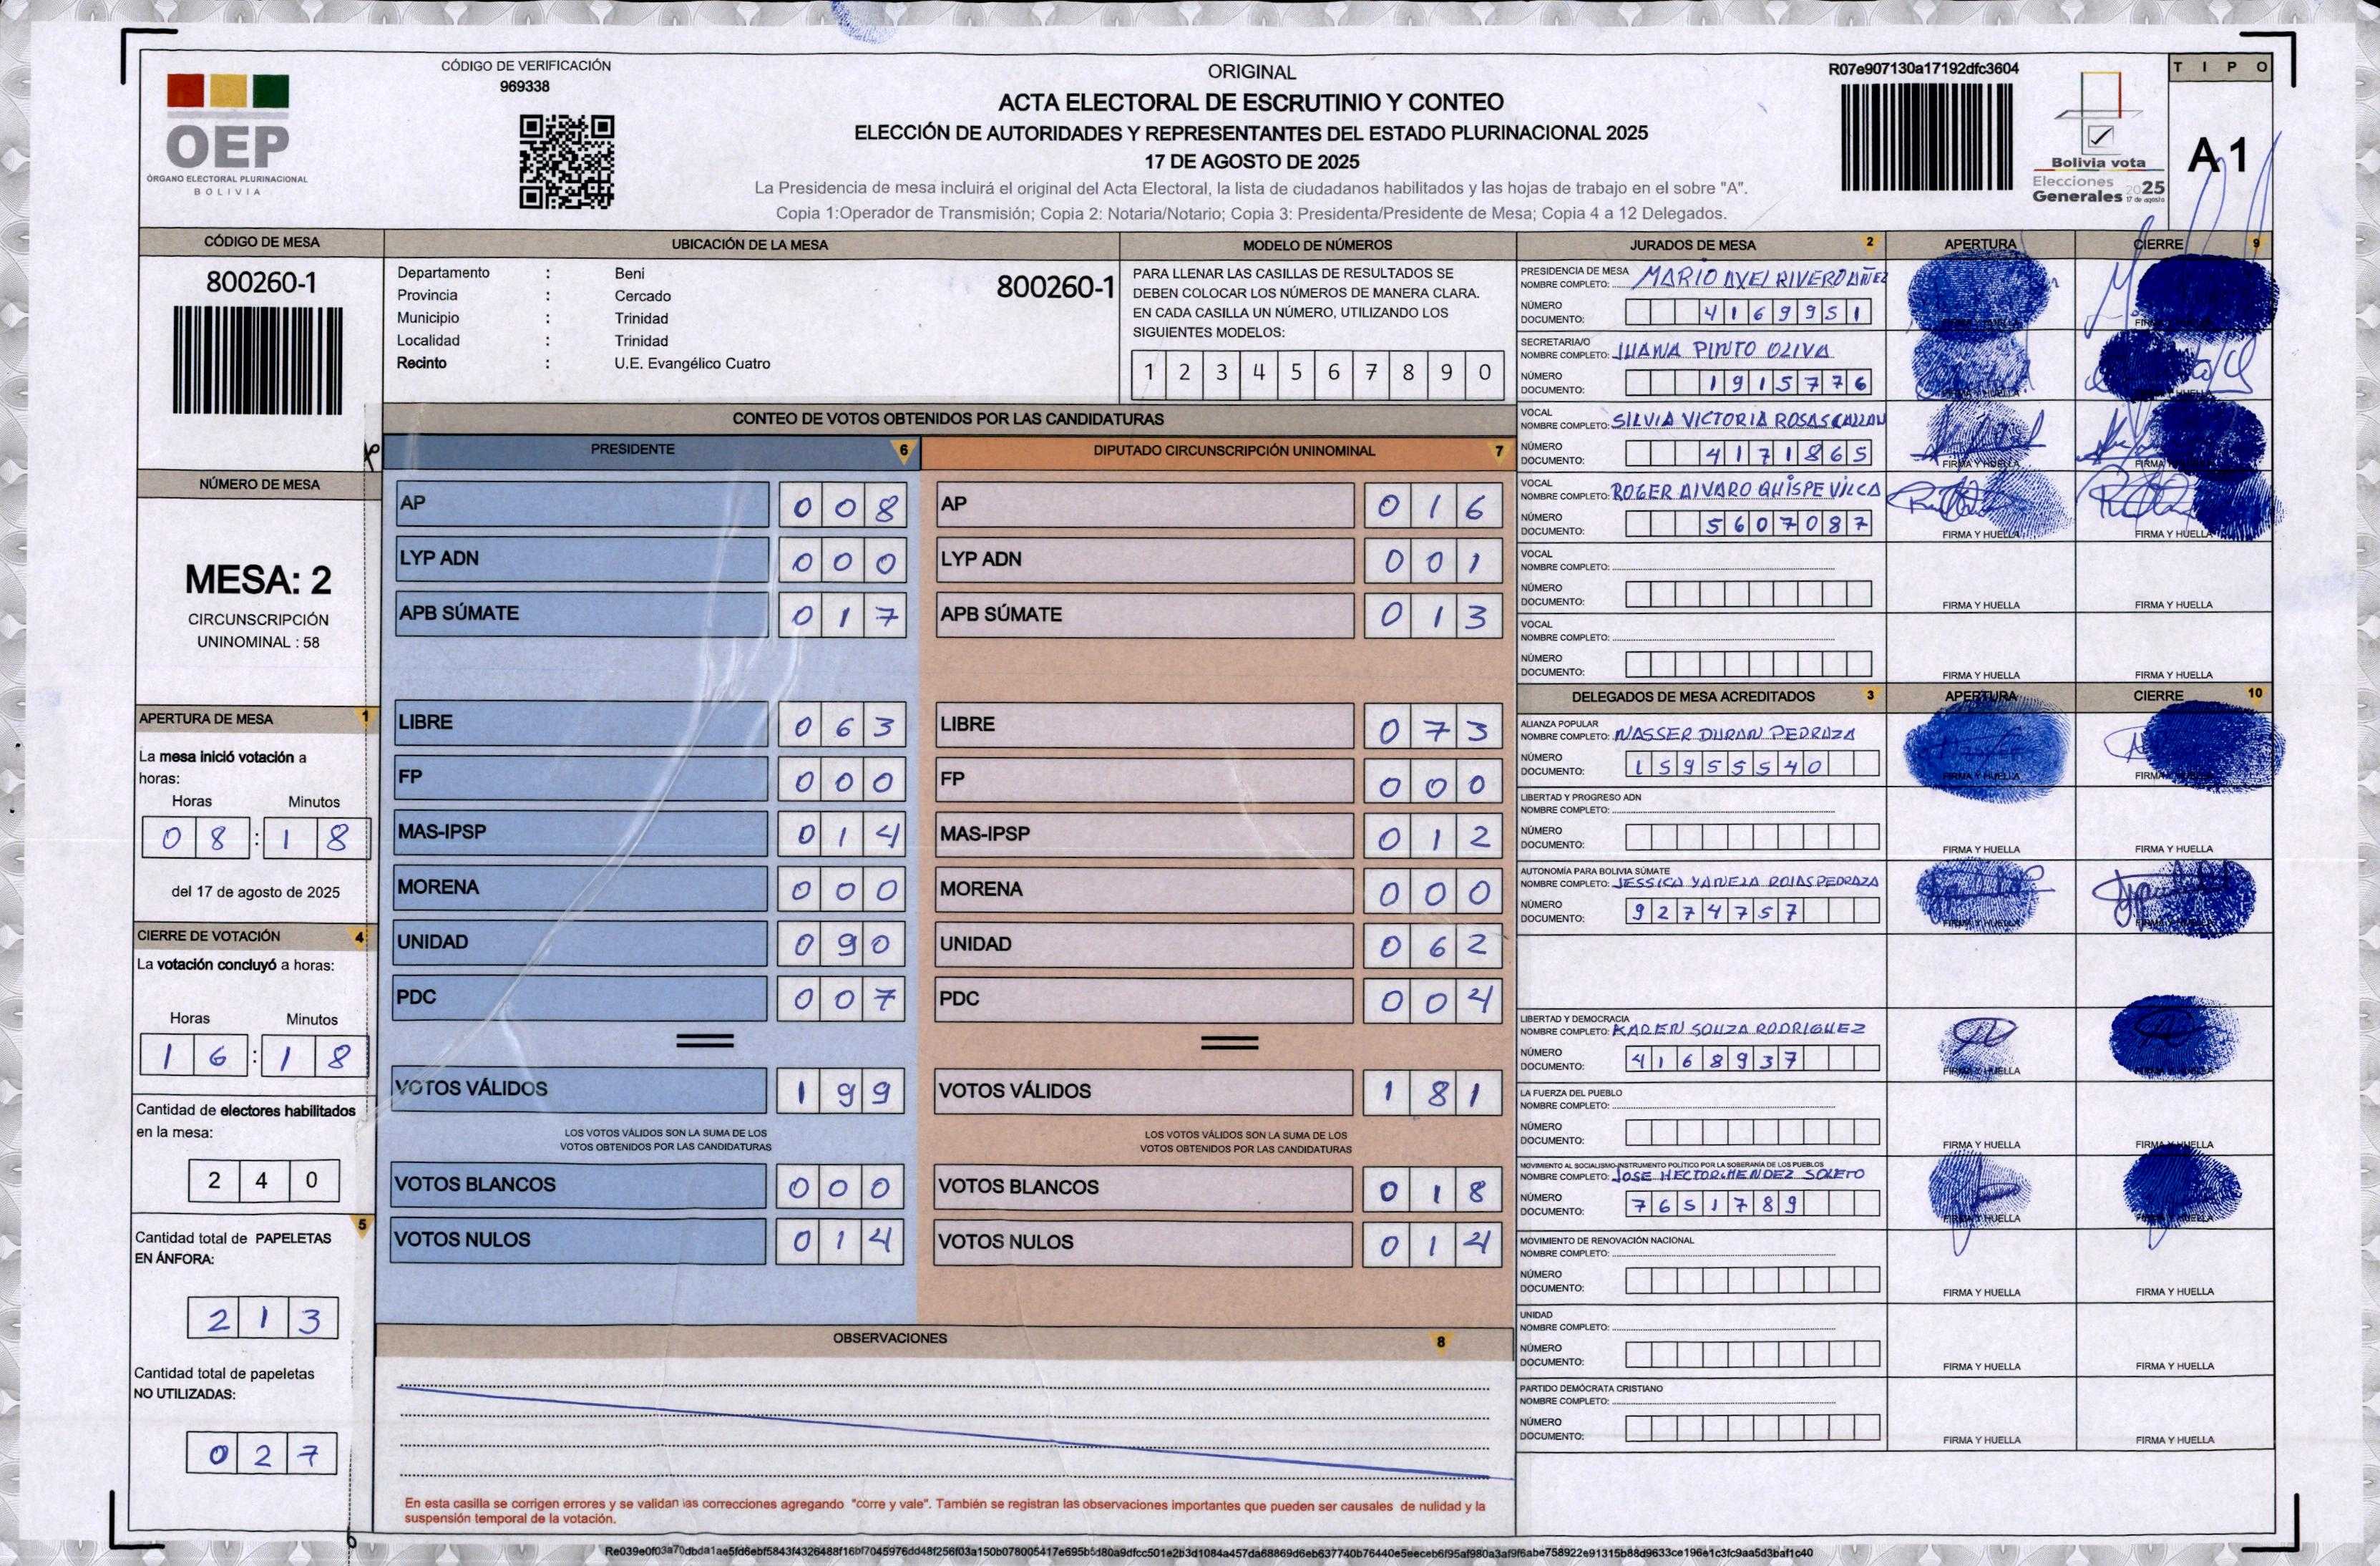 CÓDIGO DE VERIFICACIÓN
969338
OEP
ÓRGANO ELECTORAL PLURINACIONAL
BOLIVIA
ORIGINAL
ACTA ELECTORAL DE ESCRUTINIO Y CONTEO
ELECCIÓN DE AUTORIDADES Y REPRESENTANTES DEL ESTADO PLURINACIONAL 2025
17 DE AGOSTO DE 2025
La Presidencia de mesa incluirá el original del Acta Electoral, la lista de ciudadanos habilitados y las hojas de trabajo en el sobre "A".
Copia 1:Operador de Transmisión; Copia 2: Notaria/Notario; Copia 3: Presidenta/Presidente de Mesa; Copia 4 a 12 Delegados.
R07e907130a17192dfc3604
Bolivia vota
Elecciones
Generales 2025
17 de agosto
TIPO
A1
CÓDIGO DE MESA
800260-1
NÚMERO DE MESA
MESA: 2
CIRCUNSCRIPCIÓN
UNINOMINAL : 58
APERTURA DE MESA 1
La mesa inició votación a
horas:
Horas Minutos
08 : 18
del 17 de agosto de 2025
CIERRE DE VOTACIÓN 4
La votación concluyó a horas:
Horas Minutos
16 : 18
Cantidad de electores habilitados
en la mesa:
240
5
Cantidad total de PAPELETAS
EN ÁNFORA:
213
Cantidad total de papeletas
NO UTILIZADAS:
027
UBICACIÓN DE LA MESA
Departamento : Beni
800260-1
Provincia : Cercado
Municipio : Trinidad
Localidad : Trinidad
Recinto : U.E. Evangélico Cuatro
MODELO DE NÚMEROS
PARA LLENAR LAS CASILLAS DE RESULTADOS SE
DEBEN COLOCAR LOS NÚMEROS DE MANERA CLARA.
EN CADA CASILLA UN NÚMERO, UTILIZANDO LOS
SIGUIENTES MODELOS:
1 2 3 4 5 6 7 8 9 0
CONTEO DE VOTOS OBTENIDOS POR LAS CANDIDATURAS
PRESIDENTE 6
DIPUTADO CIRCUNSCRIPCIÓN UNINOMINAL 7
AP 008 AP 016
LYP ADN 000 LYP ADN 001
APB SÚMATE 017 APB SÚMATE 013
LIBRE 063 LIBRE 073
FP 000 FP 000
MAS-IPSP 014 MAS-IPSP 012
MORENA 000 MORENA 000
UNIDAD 090 UNIDAD 062
PDC 007 PDC 004
VOTOS VÁLIDOS 199 VOTOS VÁLIDOS 181
LOS VOTOS VÁLIDOS SON LA SUMA DE LOS
VOTOS OBTENIDOS POR LAS CANDIDATURAS
LOS VOTOS VÁLIDOS SON LA SUMA DE LOS
VOTOS OBTENIDOS POR LAS CANDIDATURAS
VOTOS BLANCOS 000 VOTOS BLANCOS 018
VOTOS NULOS 014 VOTOS NULOS 014
OBSERVACIONES 8
En esta casilla se corrigen errores y se validan las correcciones agregando "corre y vale". También se registran las observaciones importantes que pueden ser causales de nulidad y la
suspensión temporal de la votación.
JURADOS DE MESA 2 APERTURA CIERRE 9
PRESIDENCIA DE MESA
NOMBRE COMPLETO: MARIO AXEL RIVERO AÑEZ
NÚMERO
DOCUMENTO: 4169951
SECRETARIA/O
NOMBRE COMPLETO: JUANA PINTO OLIVA
NÚMERO
DOCUMENTO: 1915776
VOCAL
NOMBRE COMPLETO: SILVIA VICTORIA ROSAS
NÚMERO
DOCUMENTO: 4171865
FIRMA Y HUELLA
VOCAL
NOMBRE COMPLETO: ROGER ALVARO QUISPE VILCA
NÚMERO
DOCUMENTO: 5607087
FIRMA Y HUELLA FIRMA Y HUELLA
VOCAL
NOMBRE COMPLETO:
NÚMERO
DOCUMENTO:
FIRMA Y HUELLA FIRMA Y HUELLA
VOCAL
NOMBRE COMPLETO:
NÚMERO
DOCUMENTO:
FIRMA Y HUELLA FIRMA Y HUELLA
DELEGADOS DE MESA ACREDITADOS 3 APERTURA CIERRE 10
ALIANZA POPULAR
NOMBRE COMPLETO: NASSER DURAN PEDRAZA
NÚMERO
DOCUMENTO: 15955540
LIBERTAD Y PROGRESO ADN
NOMBRE COMPLETO:
NÚMERO
DOCUMENTO:
FIRMA Y HUELLA FIRMA Y HUELLA
AUTONOMÍA PARA BOLIVIA SÚMATE
NOMBRE COMPLETO: JESSICA YANELA ROJAS PEDRAZA
NÚMERO
DOCUMENTO: 9274757
LIBERTAD Y DEMOCRACIA
NOMBRE COMPLETO: KAREN SOUZA RODRIGUEZ
NÚMERO
DOCUMENTO: 4168937
LA FUERZA DEL PUEBLO
NOMBRE COMPLETO:
NÚMERO
DOCUMENTO:
FIRMA Y HUELLA FIRMA Y HUELLA
MOVIMIENTO AL SOCIALISMO-INSTRUMENTO POLÍTICO POR LA SOBERANÍA DE LOS PUEBLOS
NOMBRE COMPLETO: JOSE HECTOR MENDEZ SOLETO
NÚMERO
DOCUMENTO: 7651789
FIRMA Y HUELLA FIRMA Y HUELLA
MOVIMIENTO DE RENOVACIÓN NACIONAL
NOMBRE COMPLETO:
NÚMERO
DOCUMENTO:
FIRMA Y HUELLA FIRMA Y HUELLA
UNIDAD
NOMBRE COMPLETO:
NÚMERO
DOCUMENTO:
FIRMA Y HUELLA FIRMA Y HUELLA
PARTIDO DEMÓCRATA CRISTIANO
NOMBRE COMPLETO:
NÚMERO
DOCUMENTO:
FIRMA Y HUELLA FIRMA Y HUELLA